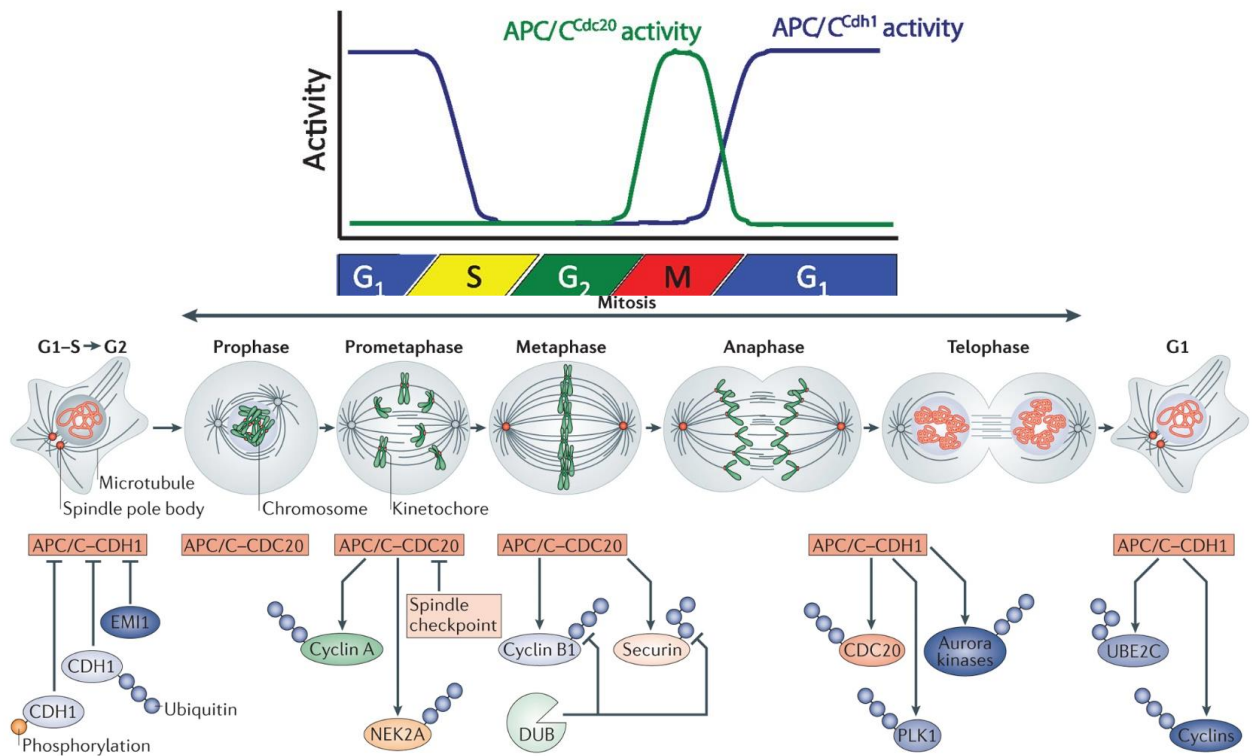 APC/C^Cdc20 activity
APC/C^Cdh1 activity
Activity
G₁
S
G₂
M
G₁
Mitosis
G1–S → G2
Prophase
Prometaphase
Metaphase
Anaphase
Telophase
G1
Microtubule
Spindle pole body
Chromosome
Kinetochore
APC/C–CDH1
APC/C–CDC20
APC/C–CDC20
APC/C–CDC20
APC/C–CDH1
APC/C–CDH1
EMI1
CDH1
Ubiquitin
CDH1
Phosphorylation
Cyclin A
Spindle
checkpoint
NEK2A
Cyclin B1
Securin
DUB
CDC20
Aurora
kinases
PLK1
UBE2C
Cyclins